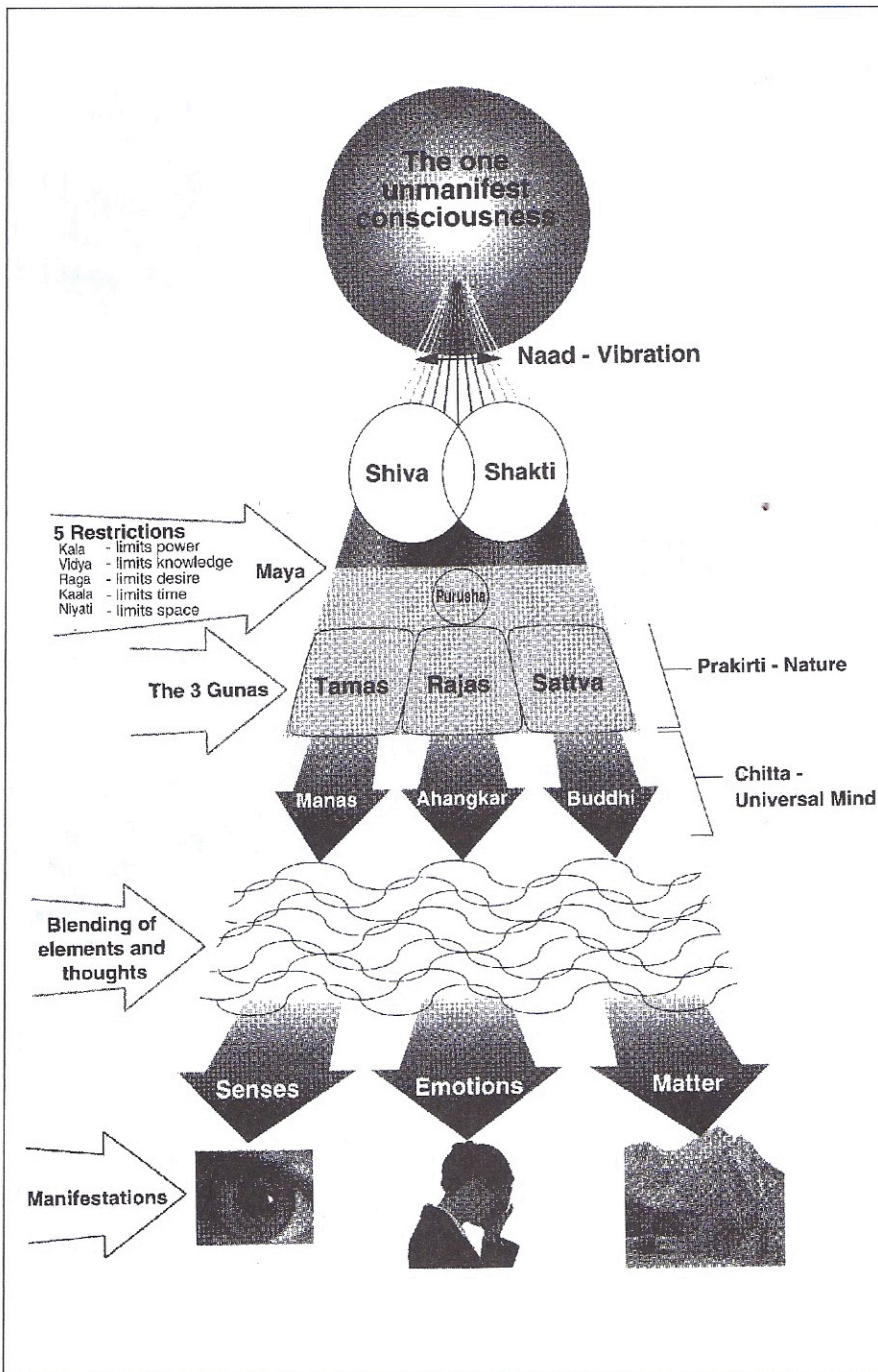 The one
unmanifest
consciousness
Naad - Vibration
Shiva
Shakti
5 Restrictions
Kala - limits power
Vidya - limits knowledge
Raga - limits desire
Kaala - limits time
Niyati - limits space
Maya
Purusha
The 3 Gunas
Tamas
Rajas
Sattva
Prakirti - Nature
Manas
Ahangkar
Buddhi
Chitta -
Universal Mind
Blending of
elements and
thoughts
Senses
Emotions
Matter
Manifestations